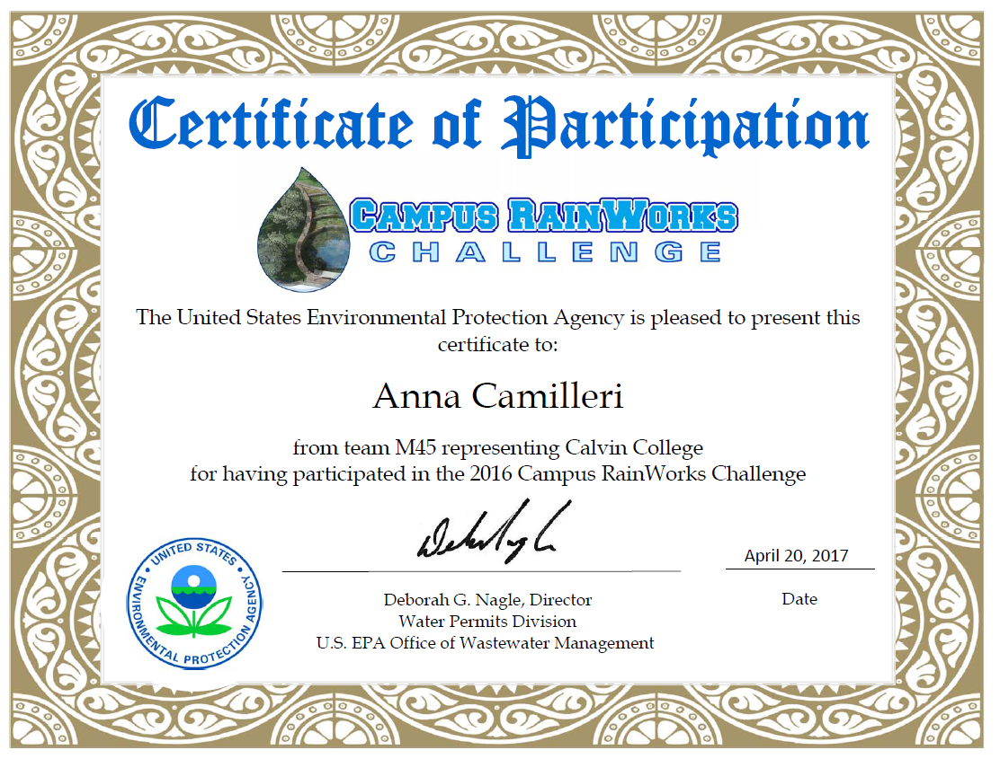 Certificate of Participation
CAMPUS RAINWORKS
CHALLENGE
The United States Environmental Protection Agency is pleased to present this
certificate to:
Anna Camilleri
from team M45 representing Calvin College
for having participated in the 2016 Campus RainWorks Challenge
April 20, 2017
Deborah G. Nagle, Director
Date
Water Permits Division
U.S. EPA Office of Wastewater Management
UNITED STATES
ENVIRONMENTAL PROTECTION AGENCY